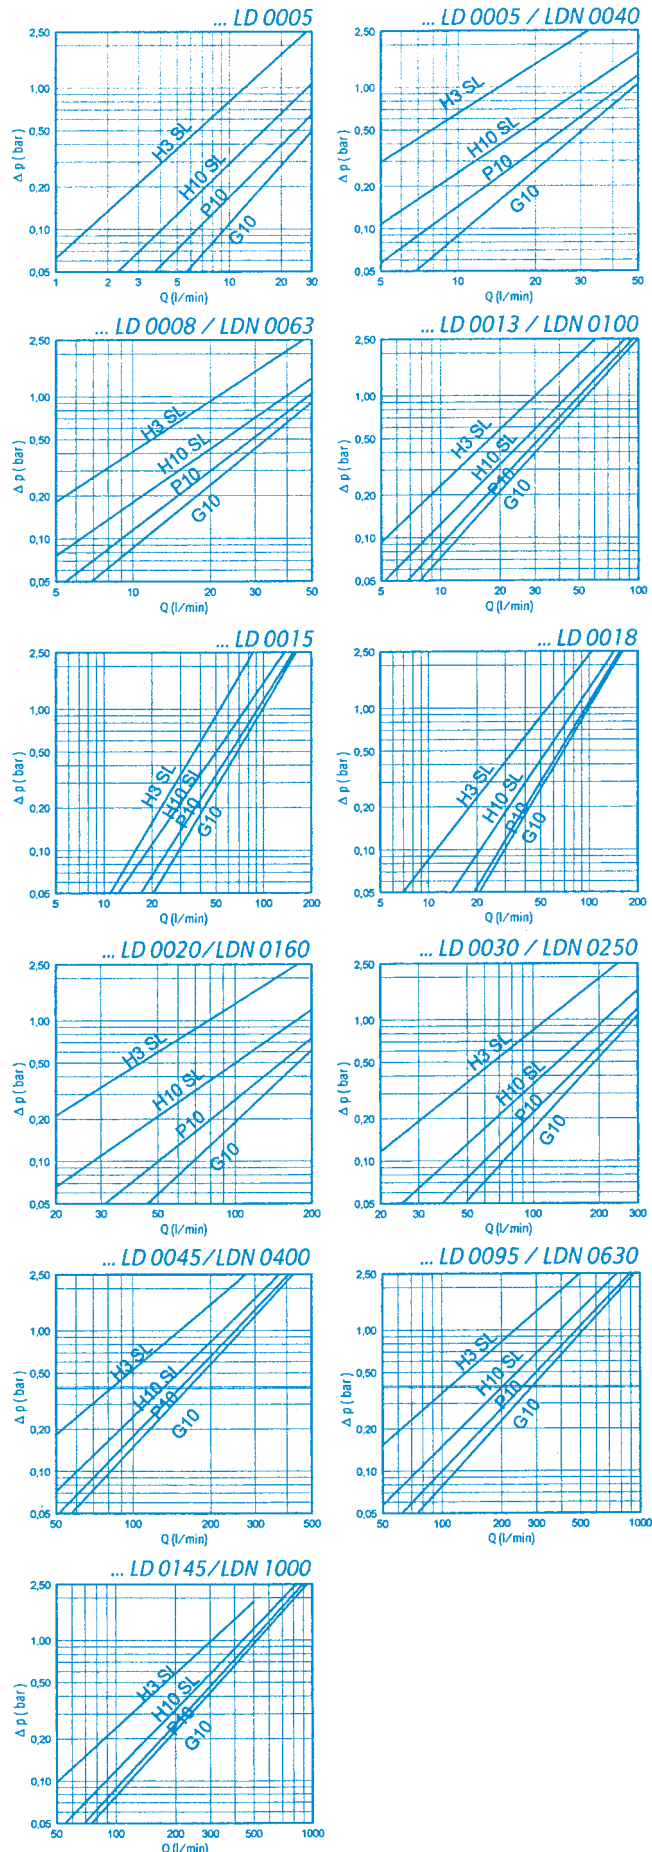 ... LD 0005
2,50
1,00
0,50
0,20
0,10
0,05
Δ p ( bar )
H3 SL
H10 SL
P10
G10
1 2 3 5 10 20 30
Q (l/min)
... LD 0005 / LDN 0040
2,50
1,00
0,50
0,20
0,10
0,05
Δ p ( bar )
H3 SL
H10 SL
P10
G10
5 10 20 50
Q (l/min)
... LD 0008 / LDN 0063
2,50
1,00
0,50
0,20
0,10
0,05
Δ p ( bar )
H3 SL
H10 SL
P10
G10
5 10 20 50
Q (l/min)
... LD 0013 / LDN 0100
2,50
1,00
0,50
0,20
0,10
0,05
Δ p ( bar )
H3 SL
H10 SL
P10
G10
5 10 20 30 50 100
Q (l/min)
... LD 0015
2,50
1,00
0,50
0,20
0,10
0,05
Δ p ( bar )
H3 SL
H10 SL
P10
G10
5 10 20 40 100 200
Q (l/min)
... LD 0018
2,50
1,00
0,50
0,20
0,10
0,05
Δ p ( bar )
H3 SL
H10 SL
P10
G10
5 10 20 40 100 200
Q (l/min)
... LD 0020/LDN 0160
2,50
1,00
0,50
0,20
0,10
0,05
Δ p ( bar )
H3 SL
H10 SL
P10
G10
20 30 50 100 200
Q (l/min)
... LD 0030 / LDN 0250
2,50
1,00
0,50
0,20
0,10
0,05
Δ p ( bar )
H3 SL
H10 SL
P10
G10
20 30 50 100 200 300
Q (l/min)
... LD 0045/LDN 0400
2,50
1,00
0,50
0,20
0,10
0,05
Δ p ( bar )
H3 SL
H10 SL
P10
G10
50 100 200 300 500
Q (l/min)
... LD 0095 / LDN 0630
2,50
1,00
0,50
0,20
0,10
0,05
Δ p ( bar )
H3 SL
H10 SL
P10
G10
50 100 200 300 500 1000
Q (l/min)
... LD 0145/LDN 1000
2,50
1,00
0,50
0,20
0,10
0,05
Δ p ( bar )
H3 SL
H10 SL
P10
G10
50 100 200 300 500 1000
Q (l/min)